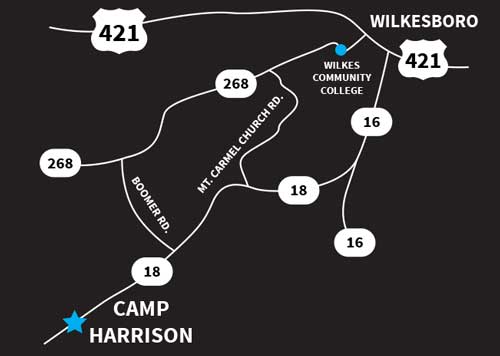 WILKESBORO
421
421
WILKES
COMMUNITY
COLLEGE
268
MT. CARMEL CHURCH RD.
16
268
BOOMER RD.
18
16
18
CAMP
HARRISON